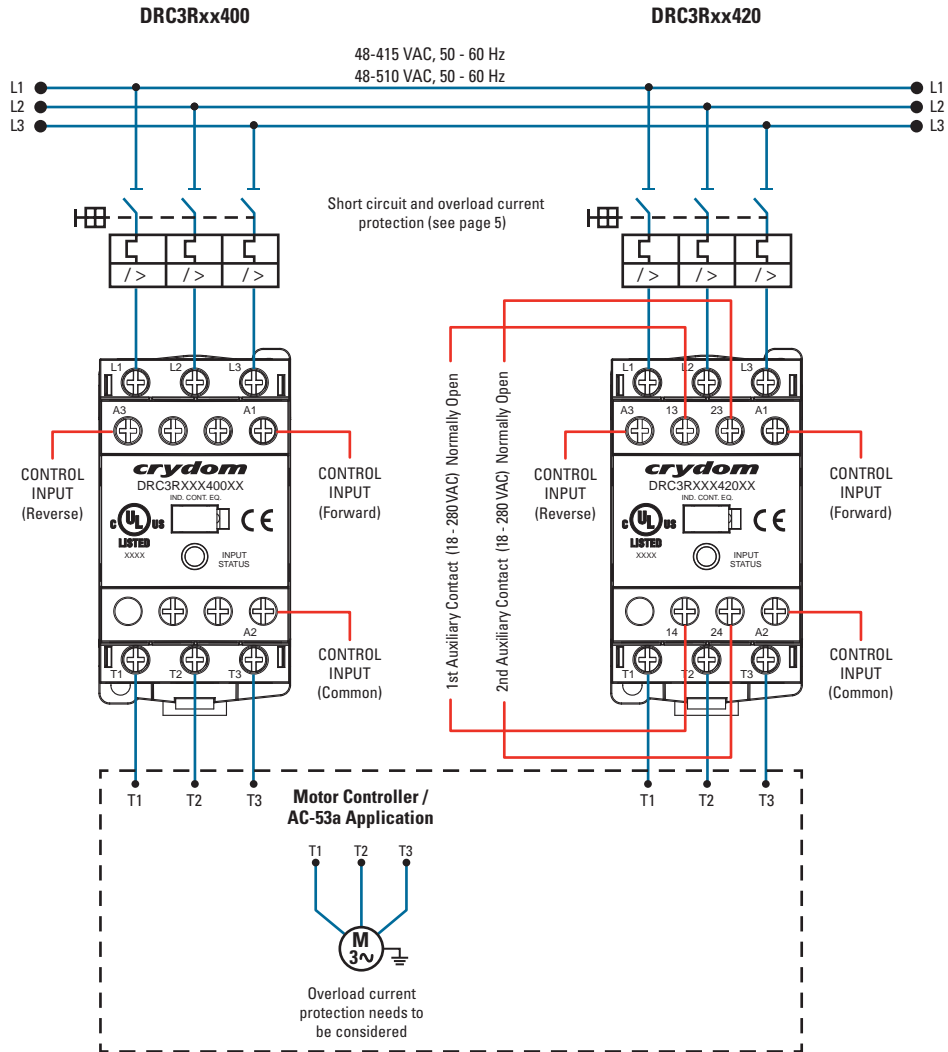 DRC3Rxx400
DRC3Rxx420
48-415 VAC, 50 - 60 Hz
48-510 VAC, 50 - 60 Hz
L1
L2
L3
L1
L2
L3
Short circuit and overload current
protection (see page 5)
/ >
/ >
/ >
/ >
/ >
/ >
L1
L2
L3
A3
A1
CONTROL
INPUT
(Reverse)
crydom
DRC3RXXX400XX
IND. CONT. EQ.
C
UL
US
LISTED
XXXX
CE
INPUT
STATUS
CONTROL
INPUT
(Forward)
A2
T1
T2
T3
CONTROL
INPUT
(Common)
1st Auxiliary Contact (18 - 280 VAC) Normally Open
2nd Auxiliary Contact (18 - 280 VAC) Normally Open
L1
L2
L3
A3
13
23
A1
CONTROL
INPUT
(Reverse)
crydom
DRC3RXXX420XX
IND. CONT. EQ.
C
UL
US
LISTED
XXXX
CE
INPUT
STATUS
CONTROL
INPUT
(Forward)
14
24
A2
T1
T2
T3
CONTROL
INPUT
(Common)
T1
T2
T3
T1
T2
T3
Motor Controller /
AC-53a Application
T1
T2
T3
M
3~
Overload current
protection needs to
be considered